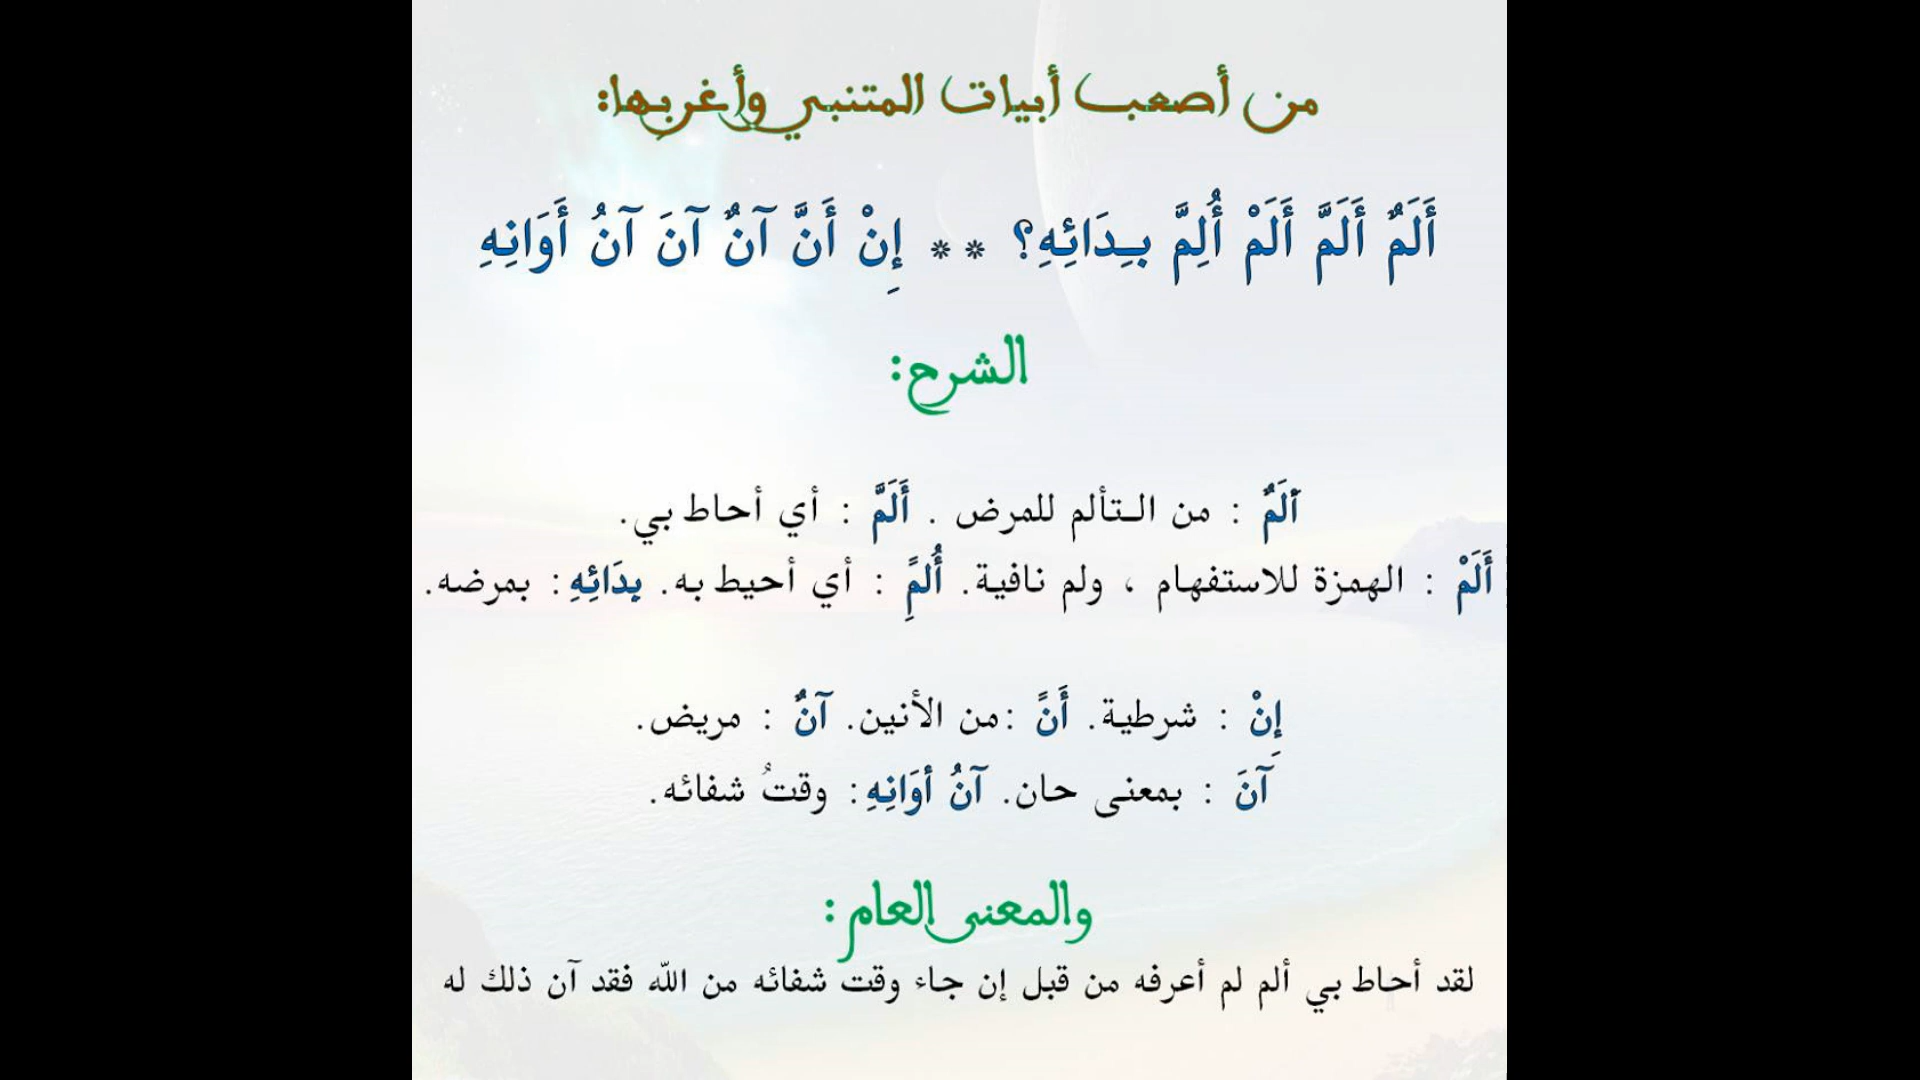 من أصعب أبيات المتنبي وأغربها:
أَلَمٌ أَلَمَّ أَلَمْ أُلِمَّ بِدَائِهِ؟ ** إِنْ أَنَّ آنٌ آنَ آنُ أَوَانِهِ
الشرح:
ألَمٌ : من التألم للمرض . أَلَمَّ : أي أحاط بي.
أَلَمْ : الهمزة للاستفهام ، ولم نافية. أُلمِّ : أي أحيط به. بِدَائِهِ : بمرضه.
إِنْ : شرطية. أَنَّ :من الأنين. آنٌ : مريض.
آنَ : بمعنى حان. آنُ أوَانِهِ: وقتُ شفائه.
والمعنى العام :
لقد أحاط بي ألم لم أعرفه من قبل إن جاء وقت شفائه من الله فقد آن ذلك له